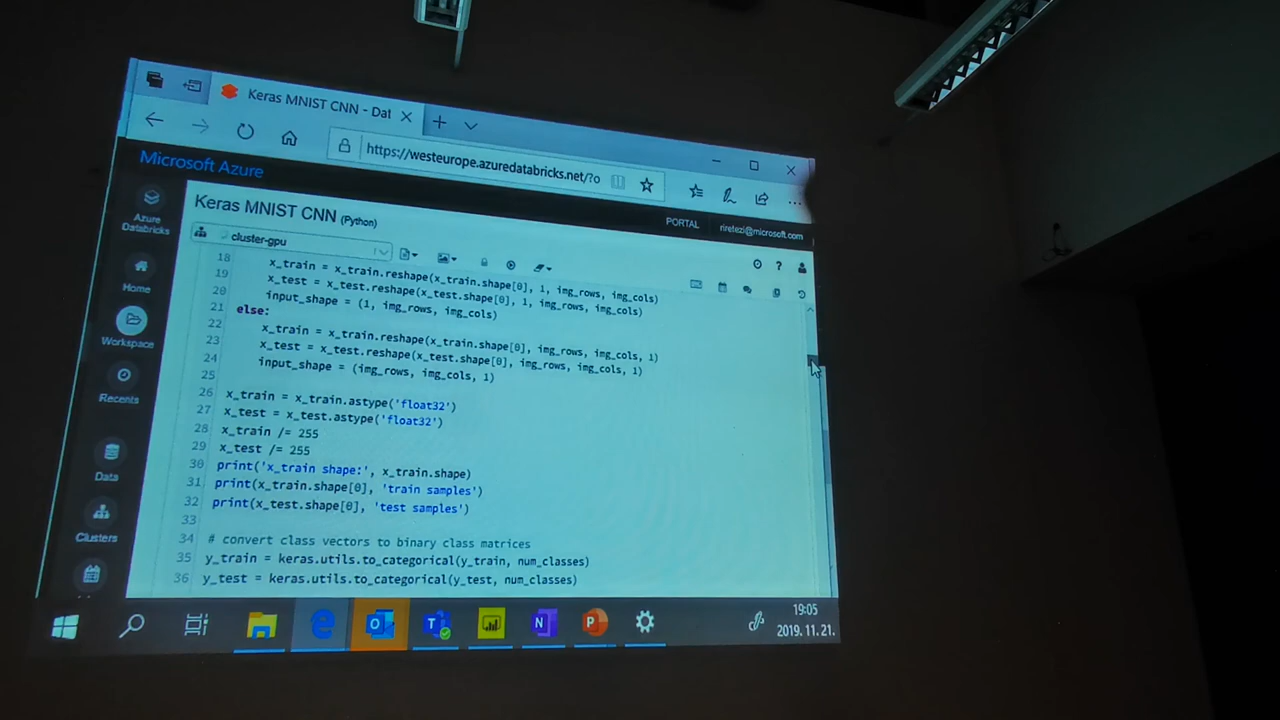 Keras MNIST CNN - Dat
https://westeurope.azuredatabricks.net/?o
Microsoft Azure
PORTAL
riretezi@microsoft.com
Azure
Databricks
Home
Workspace
Recents
Data
Clusters
Keras MNIST CNN (Python)
cluster-gpu
18
19 x_train = x_train.reshape(x_train.shape[0], 1, img_rows, img_cols)
20 x_test = x_test.reshape(x_test.shape[0], 1, img_rows, img_cols)
21 input_shape = (1, img_rows, img_cols)
22 else:
23 x_train = x_train.reshape(x_train.shape[0], img_rows, img_cols, 1)
24 x_test = x_test.reshape(x_test.shape[0], img_rows, img_cols, 1)
25 input_shape = (img_rows, img_cols, 1)
26 x_train = x_train.astype('float32')
27 x_test = x_test.astype('float32')
28 x_train /= 255
29 x_test /= 255
30 print('x_train shape:', x_train.shape)
31 print(x_train.shape[0], 'train samples')
32 print(x_test.shape[0], 'test samples')
33
34 # convert class vectors to binary class matrices
35 y_train = keras.utils.to_categorical(y_train, num_classes)
36 y_test = keras.utils.to_categorical(y_test, num_classes)
19:05
2019. 11. 21.